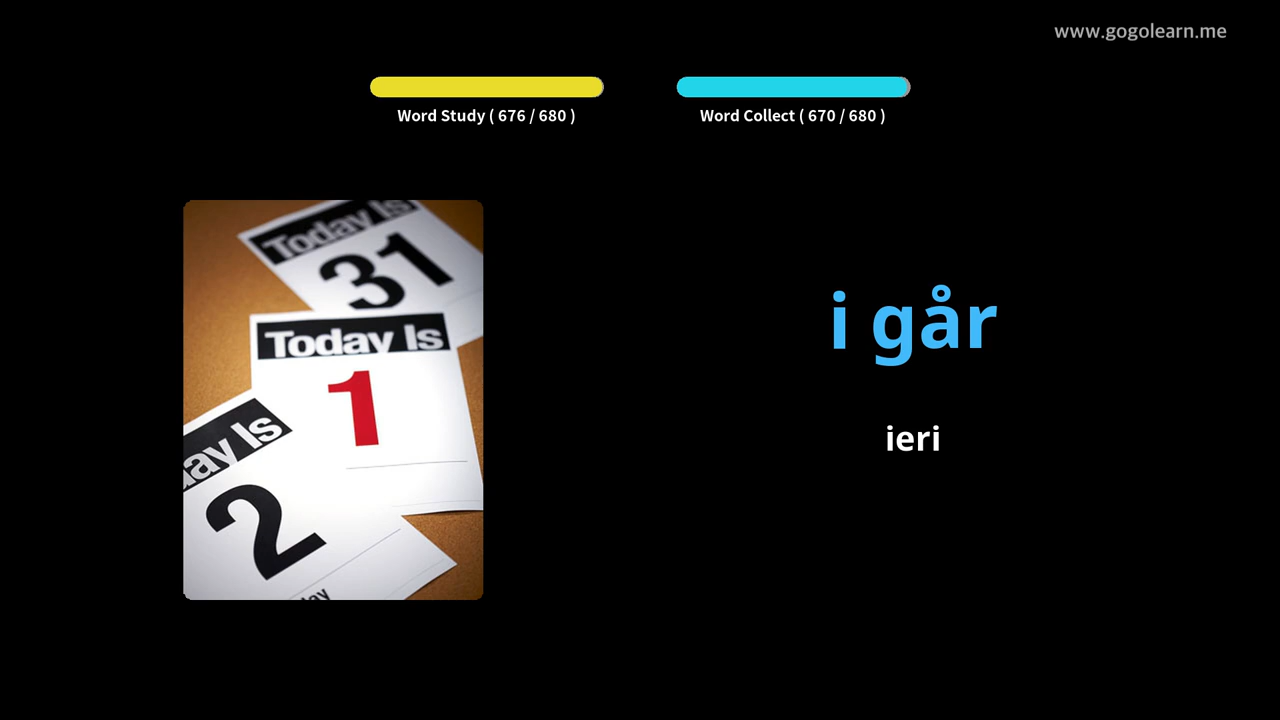 www.gogolearn.me
Word Study ( 676 / 680 )
Word Collect ( 670 / 680 )
Today Is
31
Today Is
1
ay Is
2
ay
i går
ieri